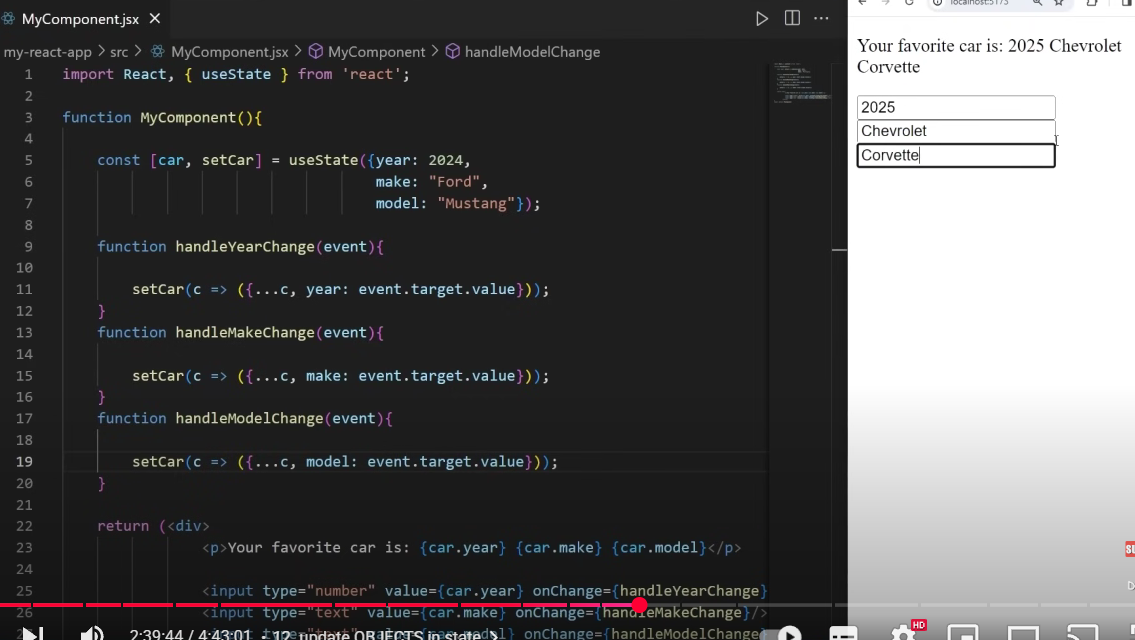 MyComponent.jsx
my-react-app > src > MyComponent.jsx > MyComponent > handleModelChange
1 import React, { useState } from 'react';
2
3 function MyComponent(){
4
5 const [car, setCar] = useState({year: 2024,
6 make: "Ford",
7 model: "Mustang"});
8
9 function handleYearChange(event){
10
11 setCar(c => ({...c, year: event.target.value}));
12 }
13 function handleMakeChange(event){
14
15 setCar(c => ({...c, make: event.target.value}));
16 }
17 function handleModelChange(event){
18
19 setCar(c => ({...c, model: event.target.value}));
20 }
21
22 return (<div>
23 <p>Your favorite car is: {car.year} {car.make} {car.model}</p>
24
25 <input type="number" value={car.year} onChange={handleYearChange}
26 <input type="text" value={car.make} onChange={handleMakeChange}/>
value={car.model} onChange={handleModelChange}
2:39:44 / 4:43:01 · 12. update OBJECTS in state
HD
localhost:5173
Your favorite car is: 2025 Chevrolet
Corvette
2025
Chevrolet
Corvette
SU